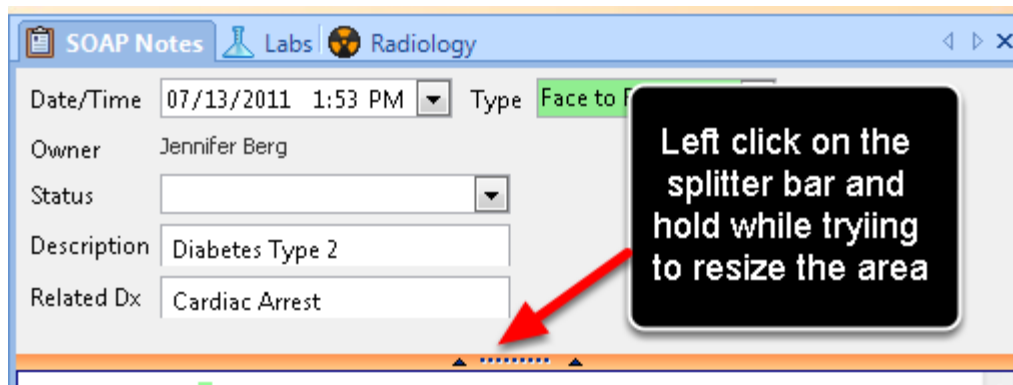 SOAP Notes Labs Radiology
Date/Time 07/13/2011 1:53 PM Type Face to
Owner Jennifer Berg
Status
Description Diabetes Type 2
Related Dx Cardiac Arrest
Left click on the
splitter bar and
hold while tryiing
to resize the area